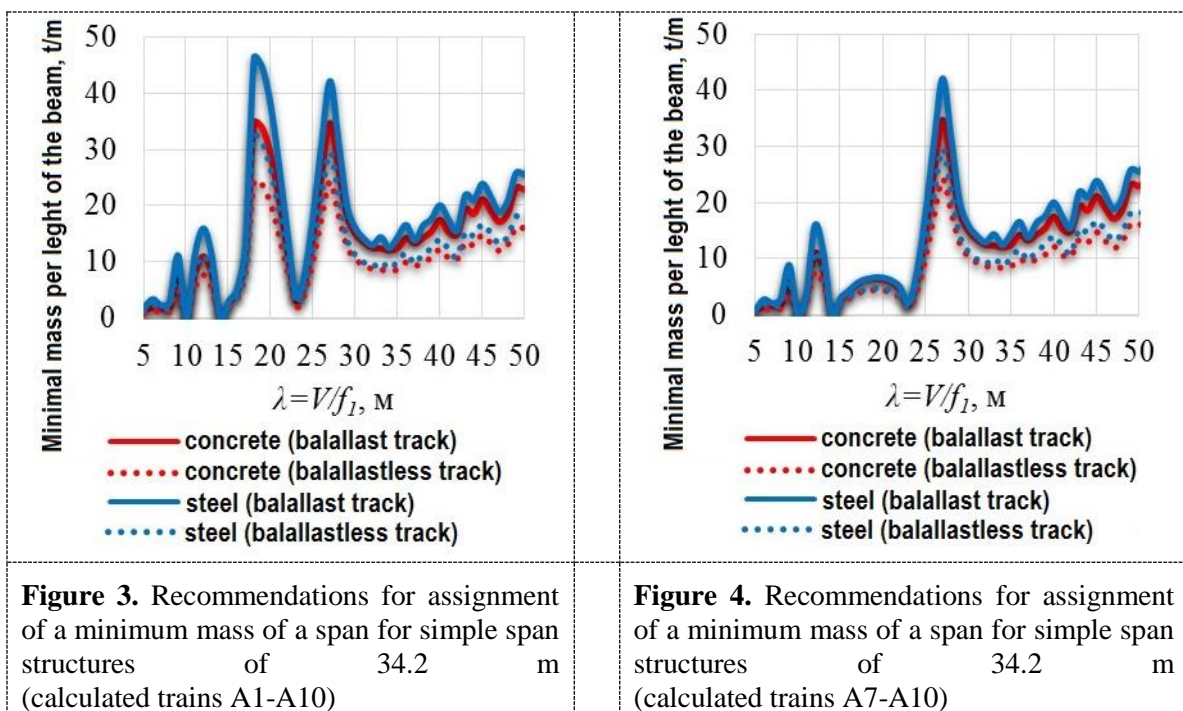 Minimal mass per leght of the beam, t/m
50
40
30
20
10
0
5 10 15 20 25 30 35 40 45 50
λ=V/f1, м
concrete (balallast track)
concrete (balallastless track)
steel (balallast track)
steel (balallastless track)
Figure 3. Recommendations for assignment
of a minimum mass of a span for simple span
structures of 34.2 m
(calculated trains A1-A10)
Minimal mass per leght of the beam, t/m
50
40
30
20
10
0
5 10 15 20 25 30 35 40 45 50
λ=V/f1, м
concrete (balallast track)
concrete (balallastless track)
steel (balallast track)
steel (balallastless track)
Figure 4. Recommendations for assignment
of a minimum mass of a span for simple span
structures of 34.2 m
(calculated trains A7-A10)